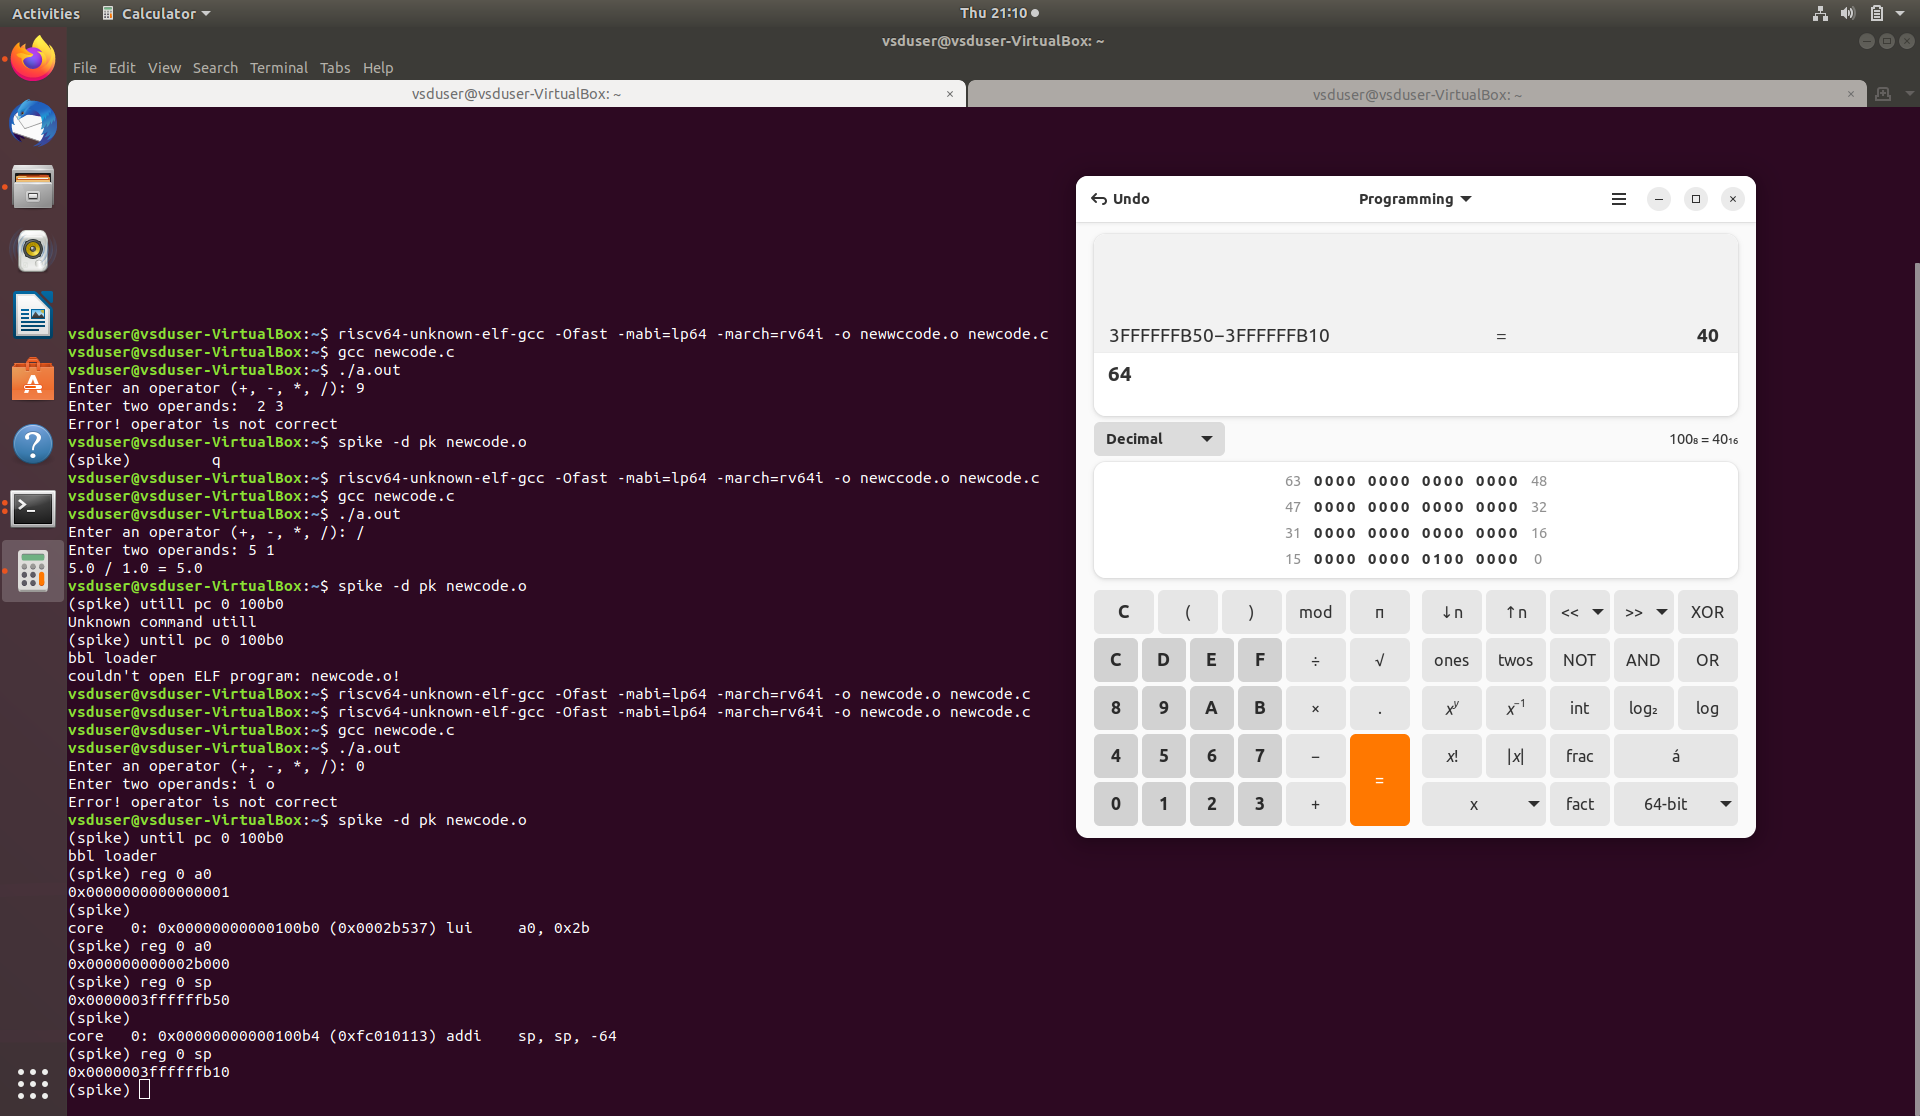 Activities Calculator Thu 21:10
vsduser@vsduser-VirtualBox: ~
File Edit View Search Terminal Tabs Help
vsduser@vsduser-VirtualBox: ~ × vsduser@vsduser-VirtualBox: ~ ×
vsduser@vsduser-VirtualBox:~$ riscv64-unknown-elf-gcc -Ofast -mabi=lp64 -march=rv64i -o newwccode.o newcode.c
vsduser@vsduser-VirtualBox:~$ gcc newcode.c
vsduser@vsduser-VirtualBox:~$ ./a.out
Enter an operator (+, -, *, /): 9
Enter two operands:  2 3
Error! operator is not correct
vsduser@vsduser-VirtualBox:~$ spike -d pk newcode.o
(spike)         q
vsduser@vsduser-VirtualBox:~$ riscv64-unknown-elf-gcc -Ofast -mabi=lp64 -march=rv64i -o newccode.o newcode.c
vsduser@vsduser-VirtualBox:~$ gcc newcode.c
vsduser@vsduser-VirtualBox:~$ ./a.out
Enter an operator (+, -, *, /): /
Enter two operands: 5 1
5.0 / 1.0 = 5.0
vsduser@vsduser-VirtualBox:~$ spike -d pk newcode.o
(spike) utill pc 0 100b0
Unknown command utill
(spike) until pc 0 100b0
bbl loader
couldn't open ELF program: newcode.o!
vsduser@vsduser-VirtualBox:~$ riscv64-unknown-elf-gcc -Ofast -mabi=lp64 -march=rv64i -o newcode.o newcode.c
vsduser@vsduser-VirtualBox:~$ riscv64-unknown-elf-gcc -Ofast -mabi=lp64 -march=rv64i -o newcode.o newcode.c
vsduser@vsduser-VirtualBox:~$ gcc newcode.c
vsduser@vsduser-VirtualBox:~$ ./a.out
Enter an operator (+, -, *, /): 0
Enter two operands: i o
Error! operator is not correct
vsduser@vsduser-VirtualBox:~$ spike -d pk newcode.o
(spike) until pc 0 100b0
bbl loader
(spike) reg 0 a0
0x0000000000000001
(spike)
core   0: 0x00000000000100b0 (0x0002b537) lui     a0, 0x2b
(spike) reg 0 a0
0x000000000002b000
(spike) reg 0 sp
0x0000003ffffffb50
(spike)
core   0: 0x00000000000100b4 (0xfc010113) addi    sp, sp, -64
(spike) reg 0 sp
0x0000003ffffffb10
(spike)
Undo Programming
3FFFFFFB50−3FFFFFFB10 = 40
64
Decimal 100₈ = 40₁₆
63 0000 0000 0000 0000 48
47 0000 0000 0000 0000 32
31 0000 0000 0000 0000 16
15 0000 0000 0100 0000 0
C ( ) mod π ↓n ↑n << >> XOR
C D E F ÷ √ ones twos NOT AND OR
8 9 A B × . xʸ x⁻¹ int log₂ log
4 5 6 7 − = x! |x| frac á
0 1 2 3 + x fact 64-bit